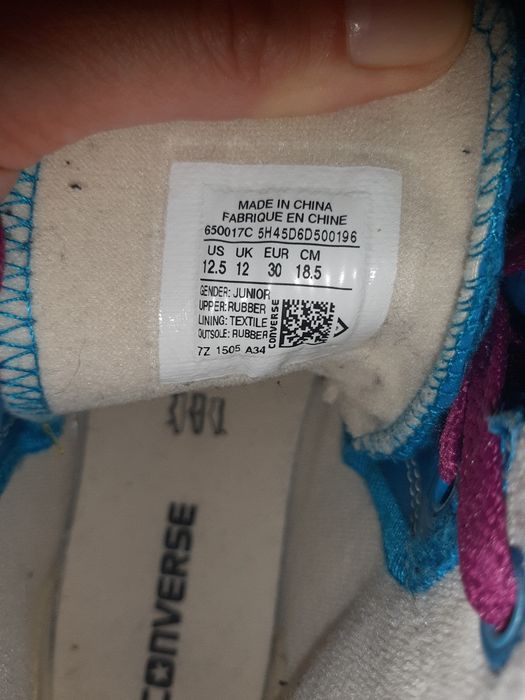 MADE IN CHINA
FABRIQUE EN CHINE
650017C 5H45D6D500196
US UK EUR CM
12.5 12 30 18.5
GENDER: JUNIOR
UPPER: RUBBER
LINING: TEXTILE
OUTSOLE: RUBBER
CONVERSE
7Z 1505 A34
CONVERSE